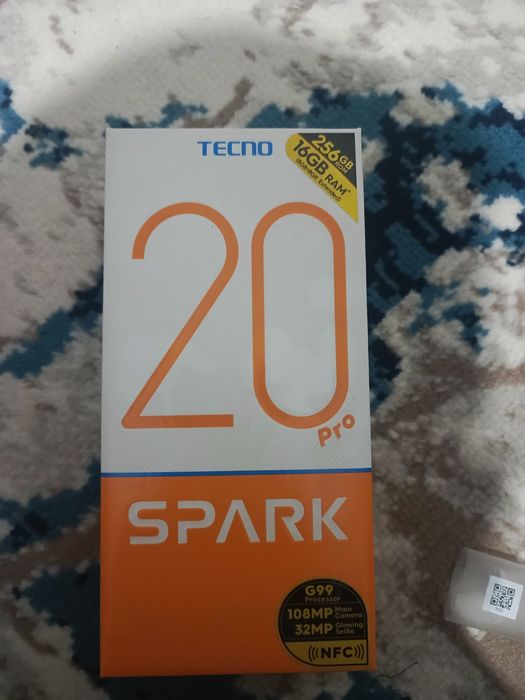 TECNO
256GB
ROM
16GB RAM*
(8GB+8GB Extended)
20
Pro
SPARK
G99
Processor
108MP Main
Camera
32MP Glowing
Selfie
((( NFC )))